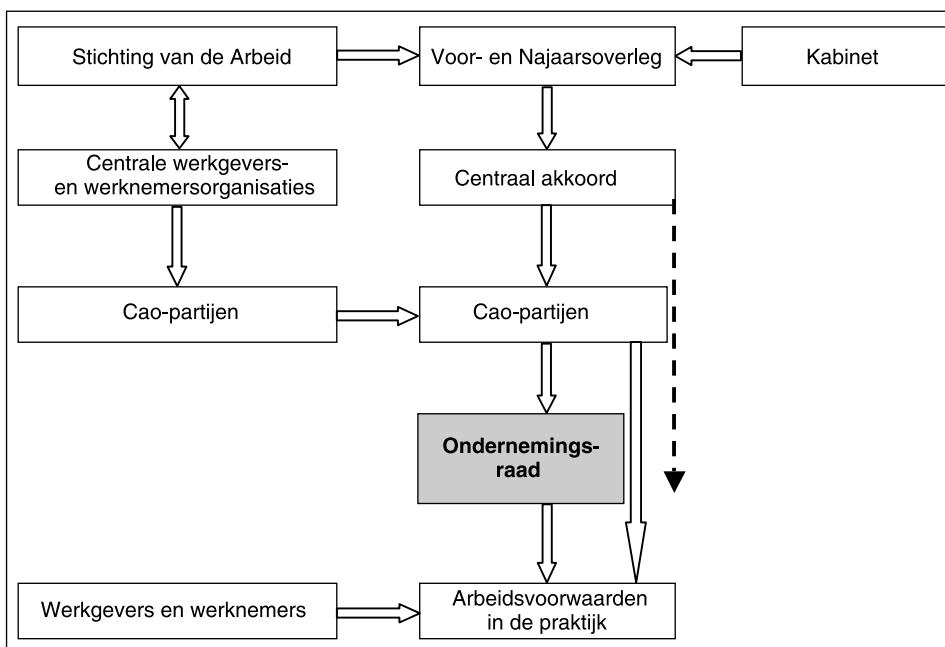 Stichting van de Arbeid
Voor- en Najaarsoverleg
Kabinet
Centrale werkgevers-
en werknemersorganisaties
Centraal akkoord
Cao-partijen
Cao-partijen
Ondernemings-
raad
Werkgevers en werknemers
Arbeidsvoorwaarden
in de praktijk